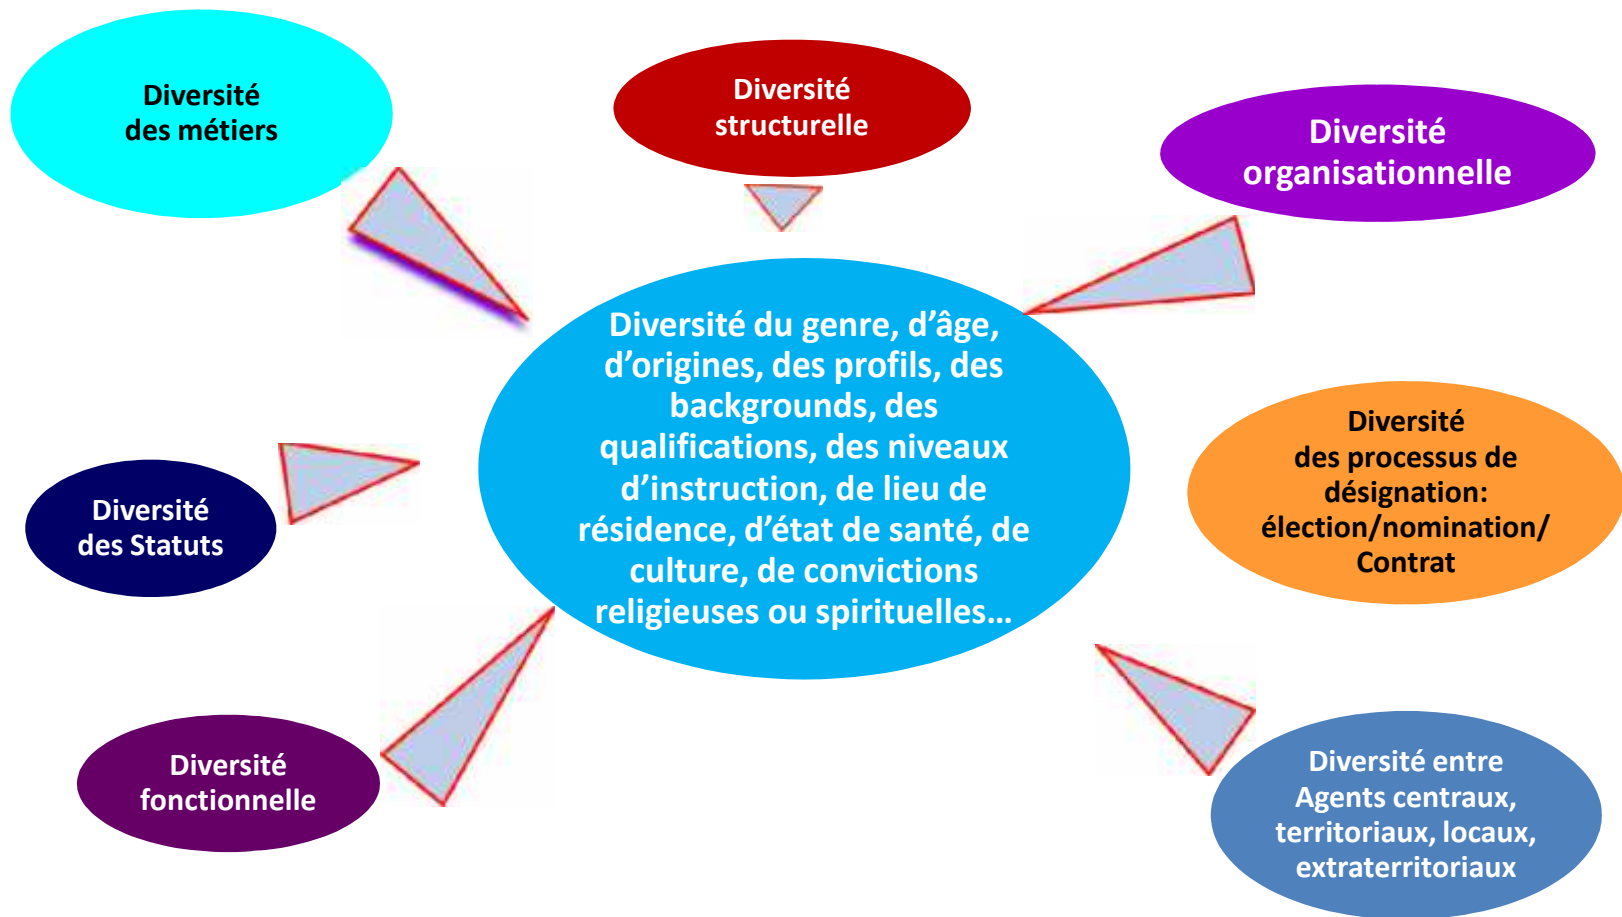 Diversité
des métiers
Diversité
structurelle
Diversité
organisationnelle
Diversité du genre, d’âge,
d’origines, des profils, des
backgrounds, des
qualifications, des niveaux
d’instruction, de lieu de
résidence, d’état de santé, de
culture, de convictions
religieuses ou spirituelles…
Diversité
des processus de
désignation:
élection/nomination/
Contrat
Diversité
des Statuts
Diversité
fonctionnelle
Diversité entre
Agents centraux,
territoriaux, locaux,
extraterritoriaux